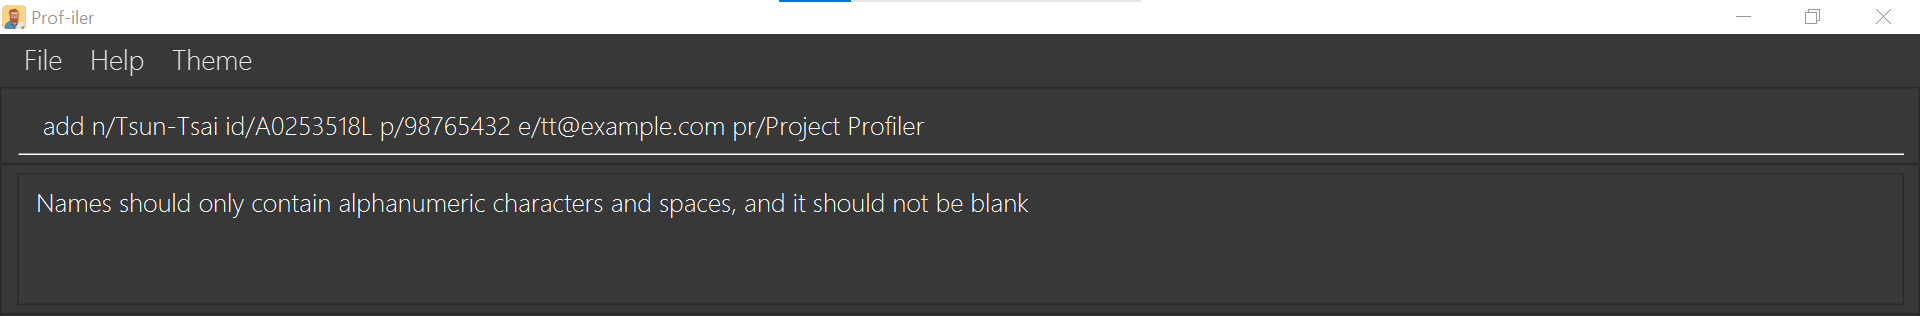 Prof-iler
File Help Theme
add n/Tsun-Tsai id/A0253518L p/98765432 e/tt@example.com pr/Project Profiler
Names should only contain alphanumeric characters and spaces, and it should not be blank